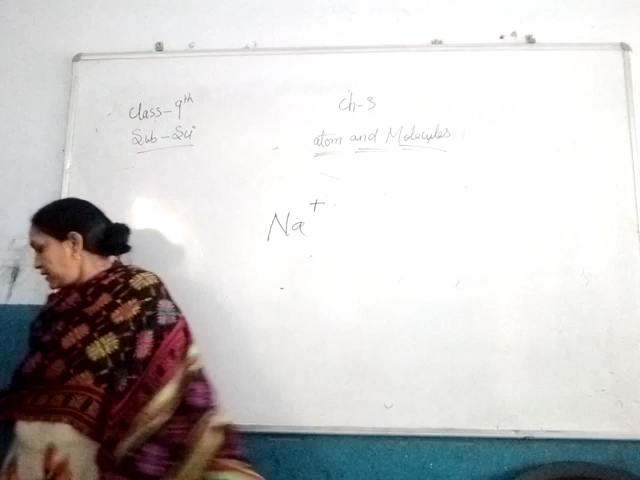 Class-9th
Sub-Sci
Ch-3
atom and Molecules
Na+